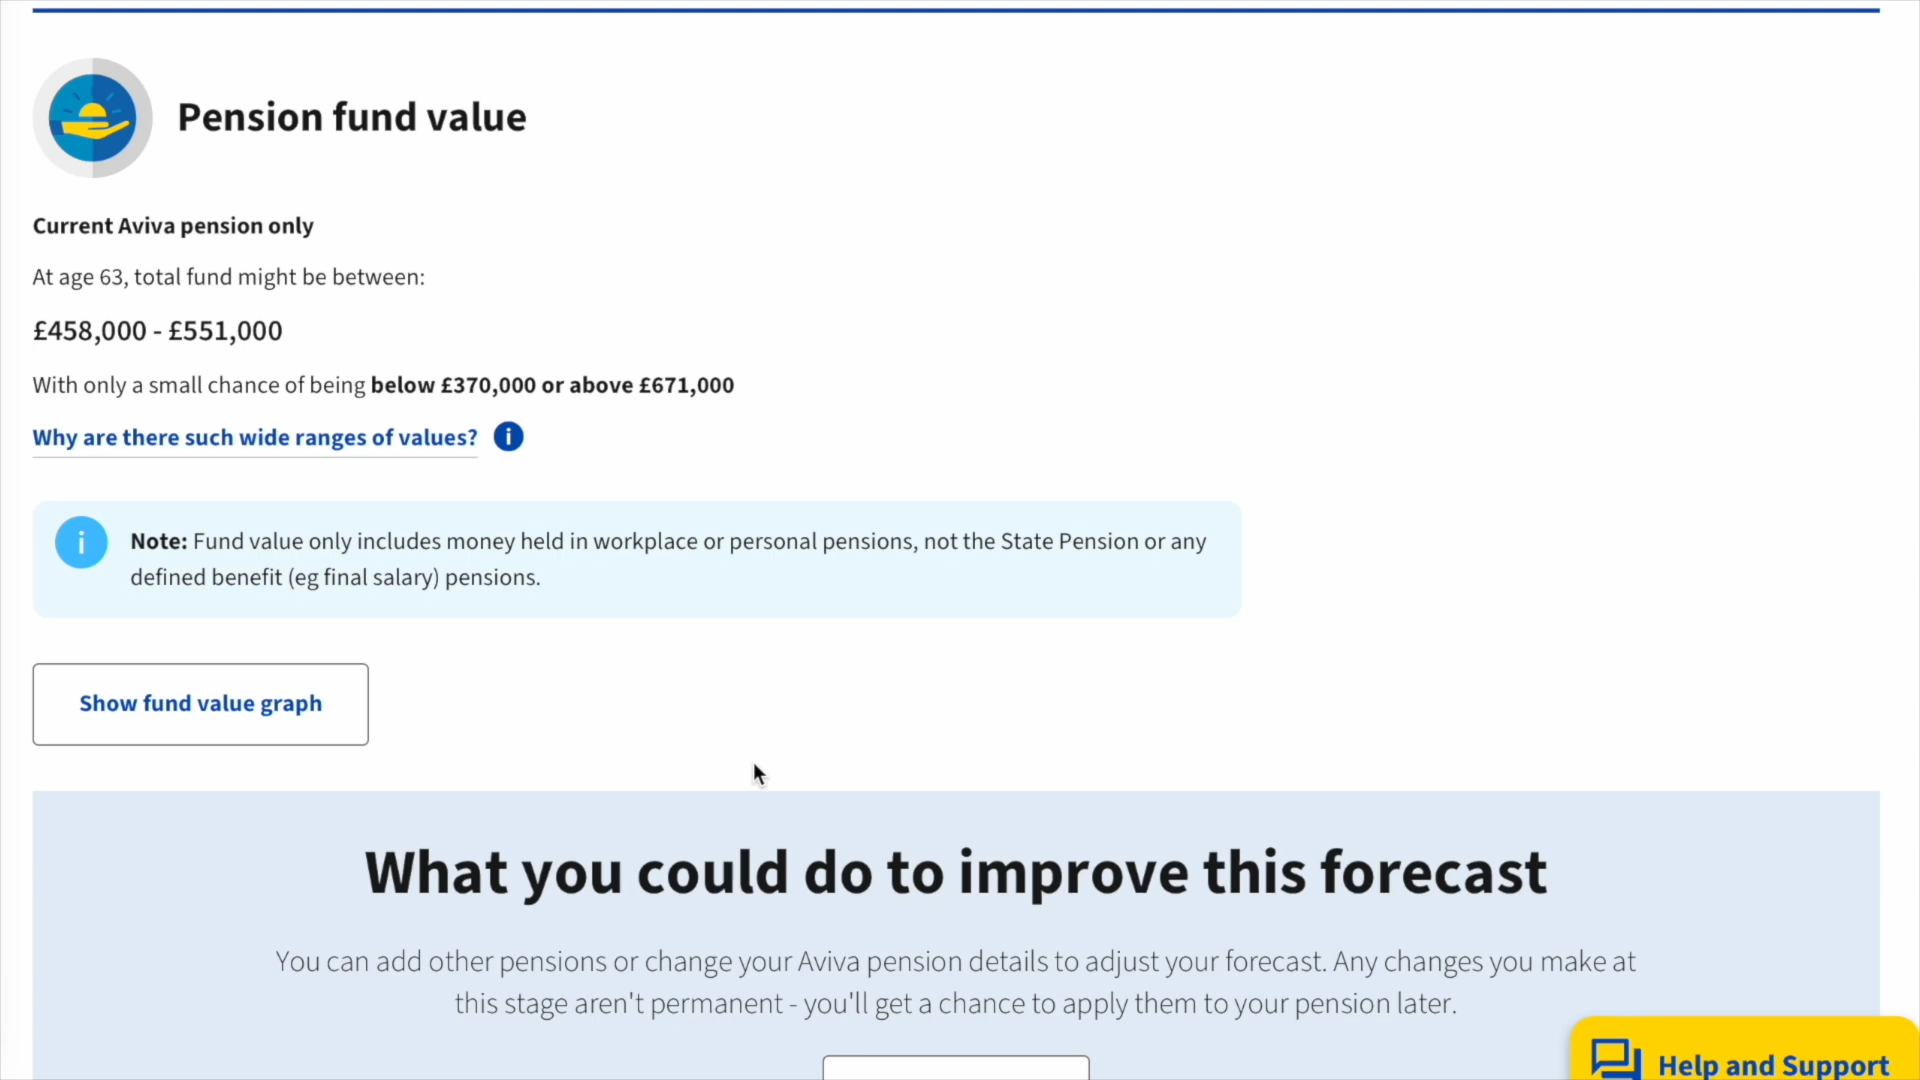 Pension fund value
Current Aviva pension only
At age 63, total fund might be between:
£458,000 - £551,000
With only a small chance of being below £370,000 or above £671,000
Why are there such wide ranges of values? i
i
Note: Fund value only includes money held in workplace or personal pensions, not the State Pension or any
defined benefit (eg final salary) pensions.
Show fund value graph
What you could do to improve this forecast
You can add other pensions or change your Aviva pension details to adjust your forecast. Any changes you make at
this stage aren't permanent - you'll get a chance to apply them to your pension later.
Help and Support